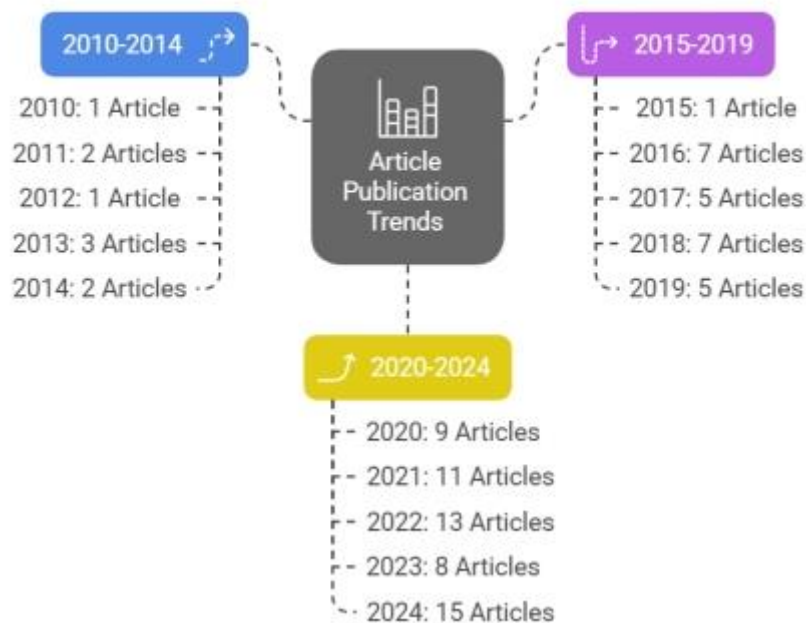 2010-2014
2010: 1 Article
2011: 2 Articles
2012: 1 Article
2013: 3 Articles
2014: 2 Articles
Article
Publication
Trends
2015-2019
2015: 1 Article
2016: 7 Articles
2017: 5 Articles
2018: 7 Articles
2019: 5 Articles
2020-2024
2020: 9 Articles
2021: 11 Articles
2022: 13 Articles
2023: 8 Articles
2024: 15 Articles